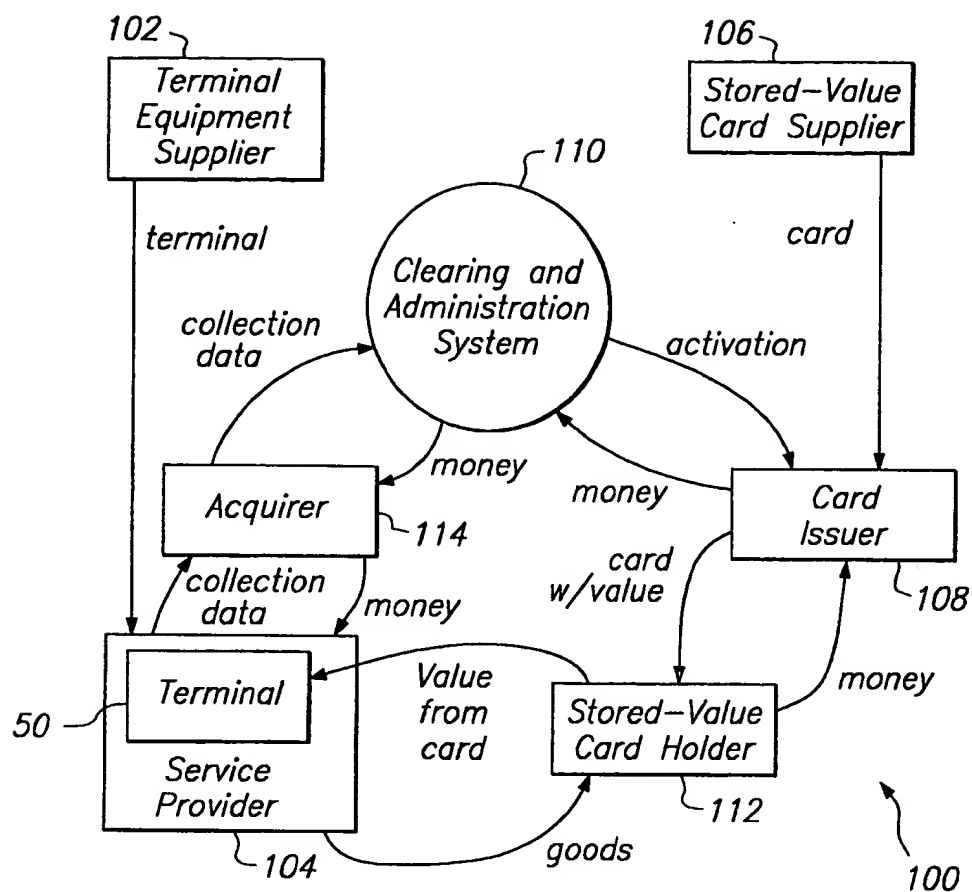 102
Terminal
Equipment
Supplier
106
Stored-Value
Card Supplier
110
terminal
card
Clearing and
Administration
System
collection
data
activation
money
money
Acquirer
114
Card
Issuer
108
collection
data
money
card
w/value
Terminal
50
Value
from
card
Stored-Value
Card Holder
money
Service
Provider
112
104
goods
100